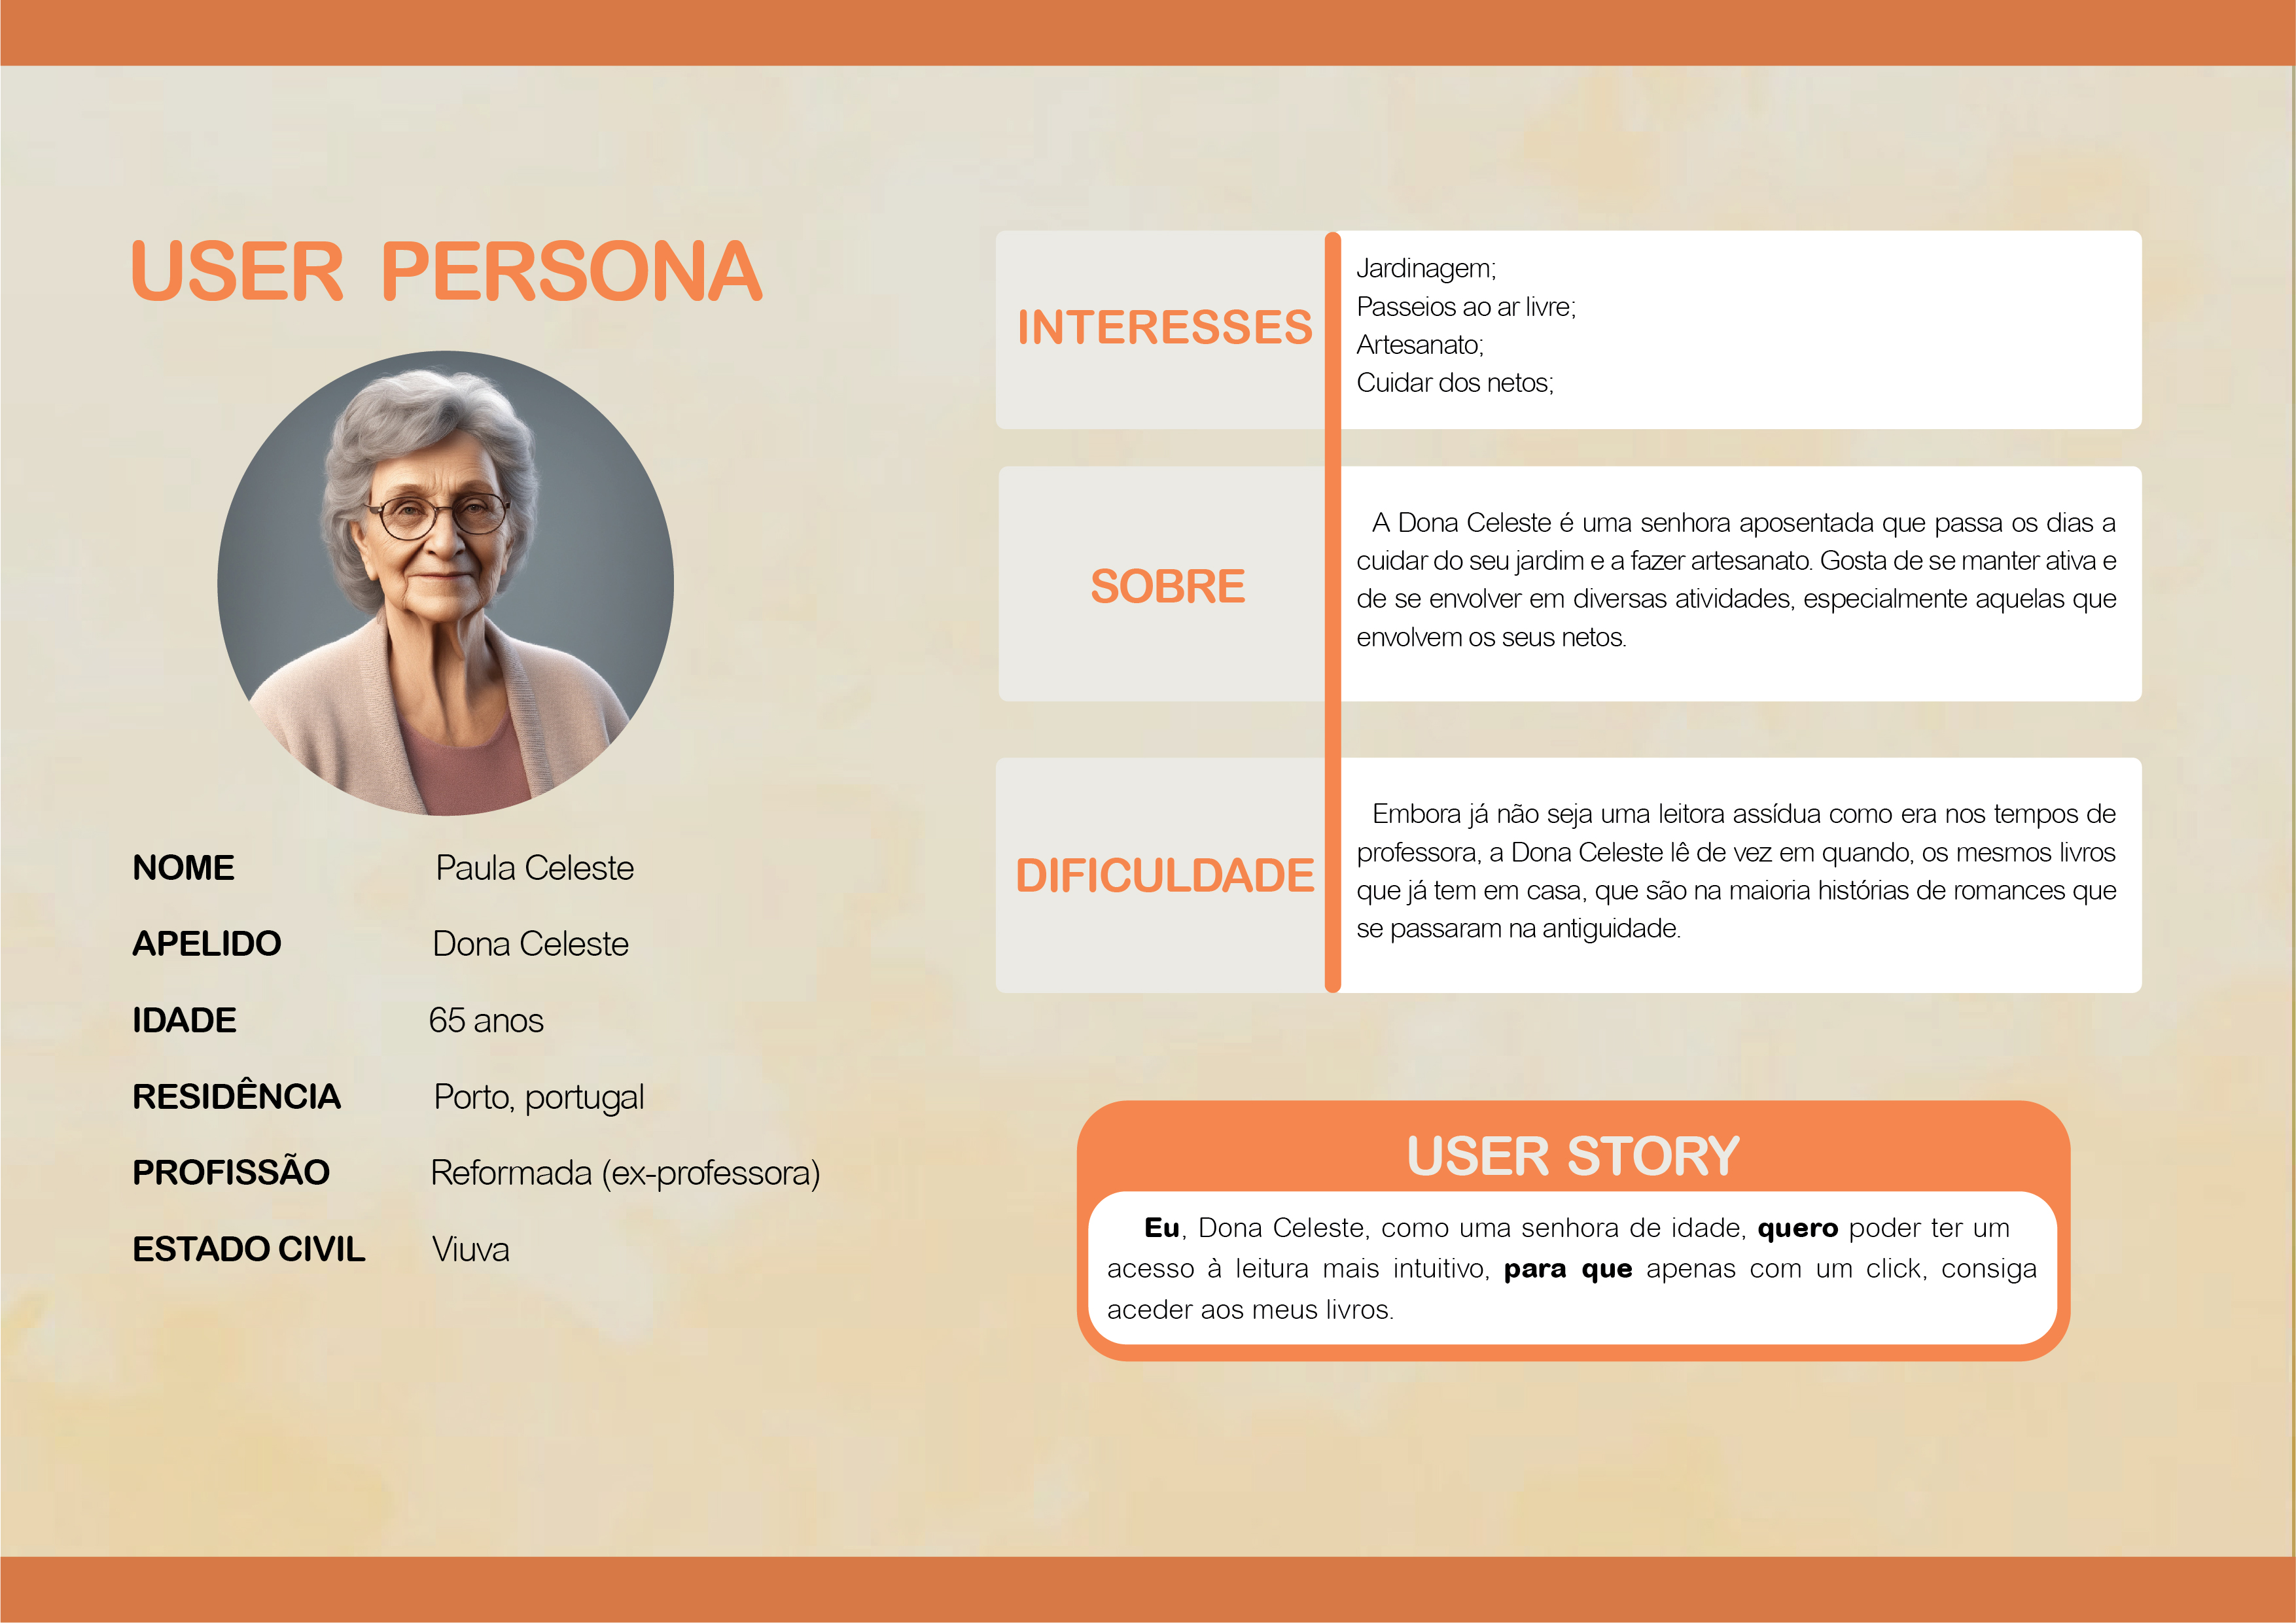 USER PERSONA
NOME Paula Celeste
APELIDO Dona Celeste
IDADE 65 anos
RESIDÊNCIA Porto, portugal
PROFISSÃO Reformada (ex-professora)
ESTADO CIVIL Viuva
INTERESSES
Jardinagem;
Passeios ao ar livre;
Artesanato;
Cuidar dos netos;
SOBRE
A Dona Celeste é uma senhora aposentada que passa os dias a
cuidar do seu jardim e a fazer artesanato. Gosta de se manter ativa e
de se envolver em diversas atividades, especialmente aquelas que
envolvem os seus netos.
DIFICULDADE
Embora já não seja uma leitora assídua como era nos tempos de
professora, a Dona Celeste lê de vez em quando, os mesmos livros
que já tem em casa, que são na maioria histórias de romances que
se passaram na antiguidade.
USER STORY
Eu, Dona Celeste, como uma senhora de idade, quero poder ter um
acesso à leitura mais intuitivo, para que apenas com um click, consiga
aceder aos meus livros.